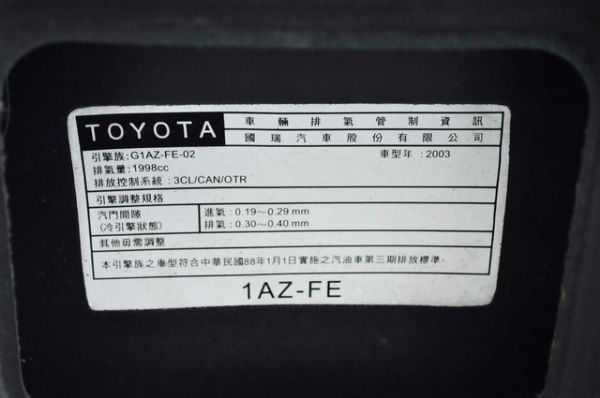 TOYOTA
車輛排氣管制資訊
國瑞汽車股份有限公司
引擎族:G1AZ-FE-02 車型年:2003
排氣量:1998cc
排放控制系統:3CL/CAN/OTR
引擎調整規格
汽門間隙 進氣:0.19~0.29 mm
(冷引擎狀態) 排氣:0.30~0.40 mm
其他毋需調整
本引擎族之車型符合中華民國88年1月1日實施之汽油車第三期排放標準。
1AZ-FE